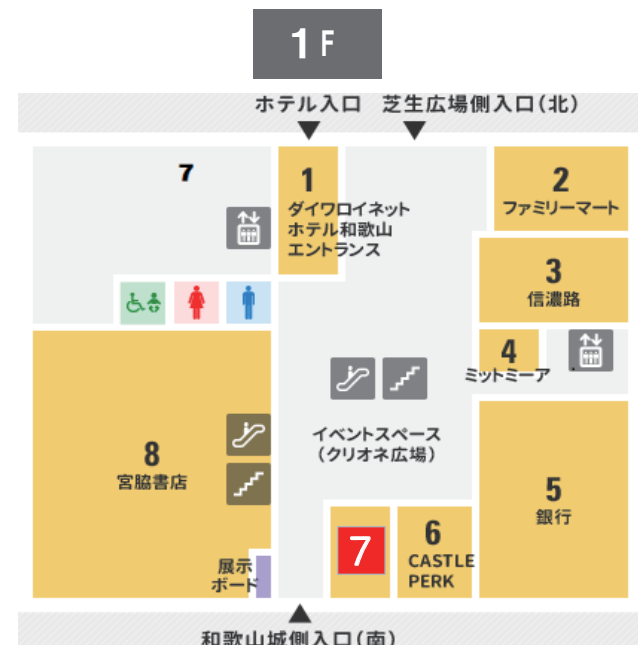 1F
ホテル入口
芝生広場側入口(北)
7
1
ダイワロイネット
ホテル和歌山
エントランス
2
ファミリーマート
3
信濃路
4
ミットミーア
イベントスペース
(クリオネ広場)
8
宮脇書店
5
銀行
7
6
CASTLE
PERK
展示
ボード
和歌山城側入口(南)